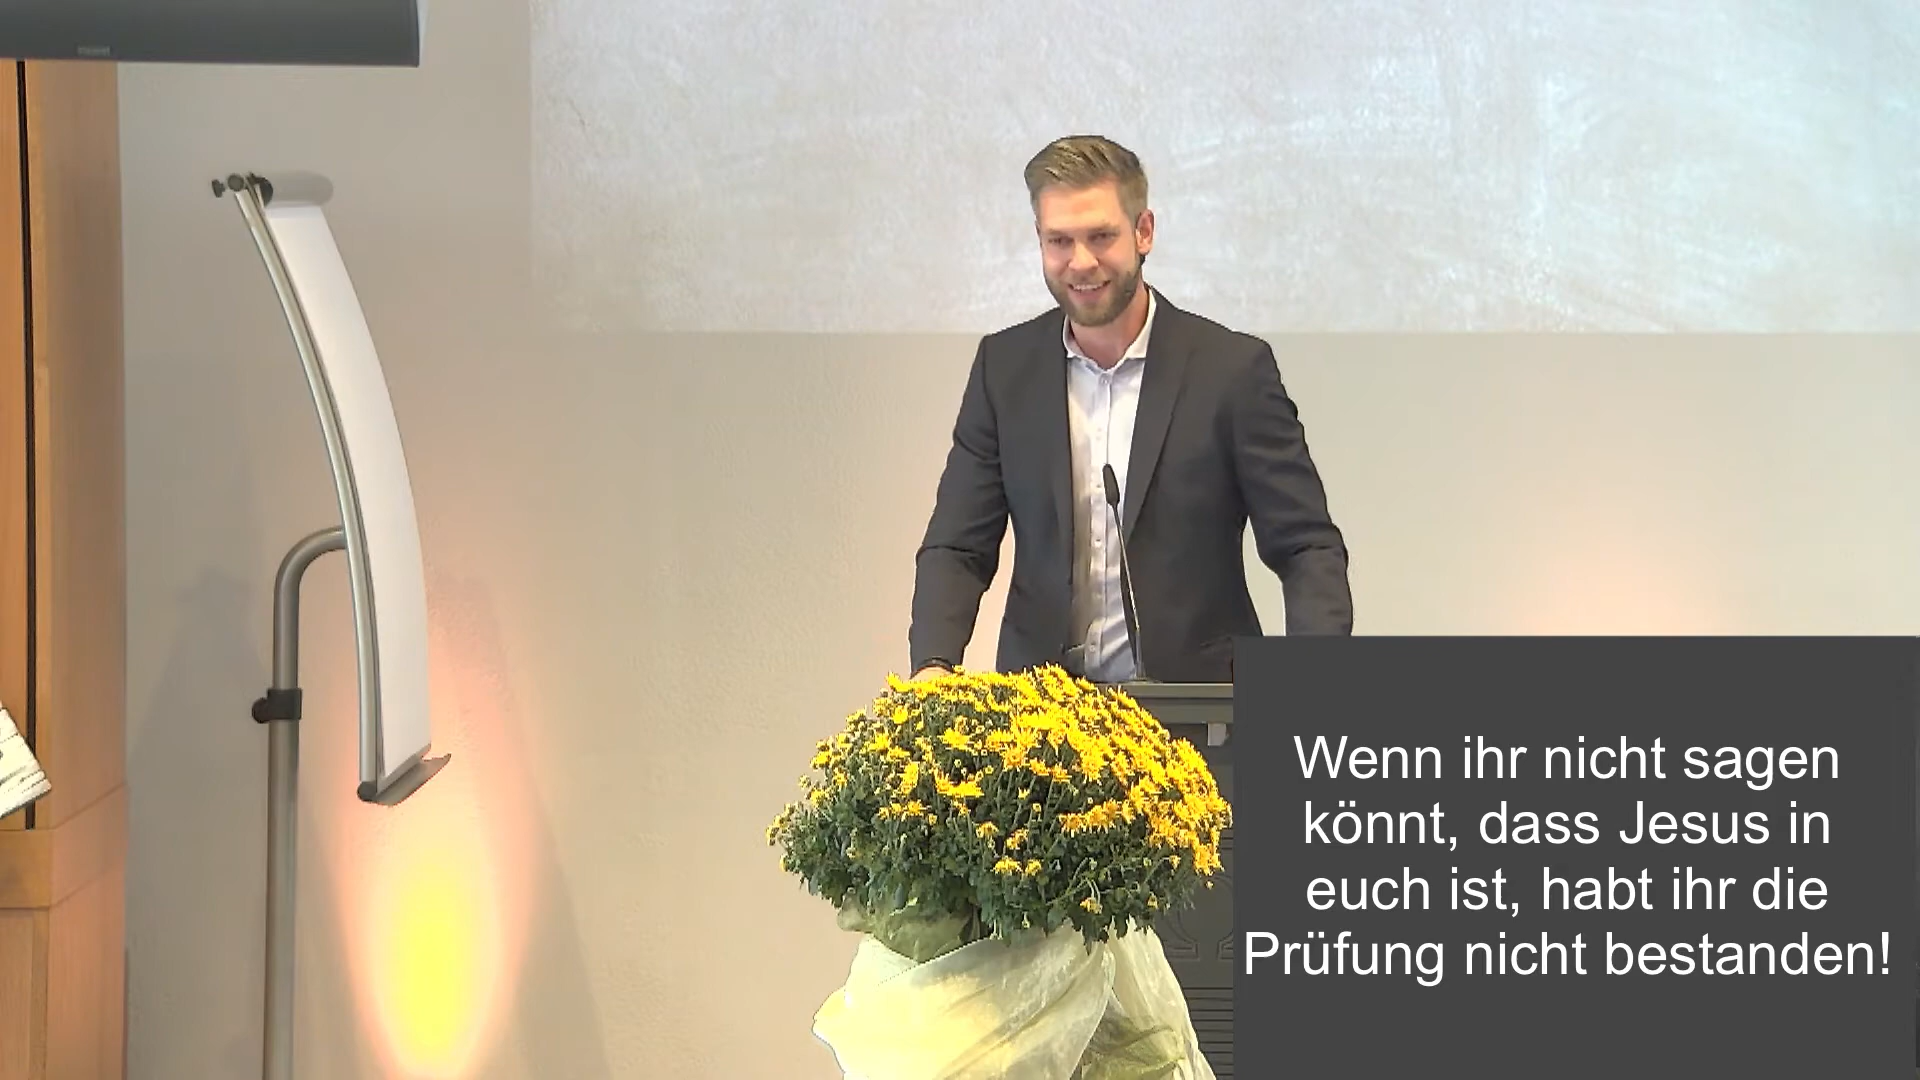 Wenn ihr nicht sagen
könnt, dass Jesus in
euch ist, habt ihr die
Prüfung nicht bestanden!